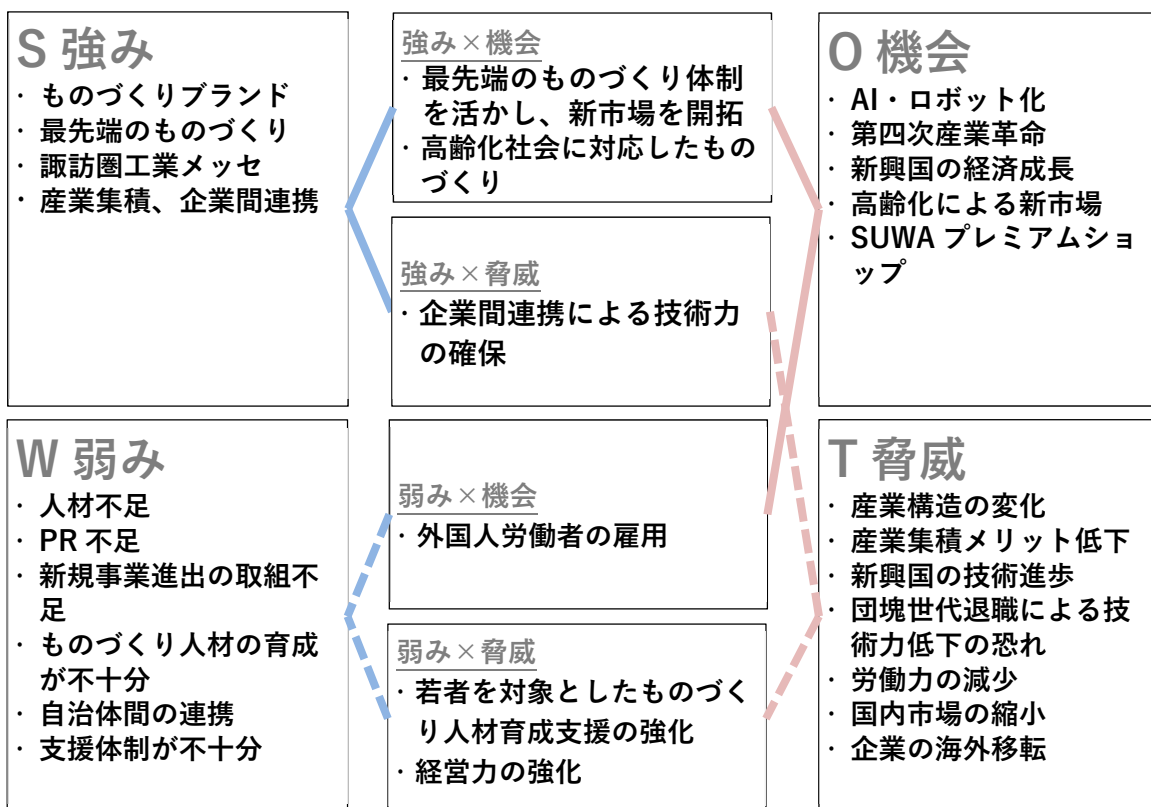 S 強み
・ ものづくりブランド
・ 最先端のものづくり
・ 諏訪圏工業メッセ
・ 産業集積、企業間連携
強み×機会
・ 最先端のものづくり体制
を活かし、新市場を開拓
・ 高齢化社会に対応したもの
づくり
強み×脅威
・ 企業間連携による技術力
の確保
O 機会
・ AI・ロボット化
・ 第四次産業革命
・ 新興国の経済成長
・ 高齢化による新市場
・ SUWA プレミアムショ
ップ
W 弱み
・ 人材不足
・ PR 不足
・ 新規事業進出の取組不
足
・ ものづくり人材の育成
が不十分
・ 自治体間の連携
・ 支援体制が不十分
弱み×機会
・ 外国人労働者の雇用
弱み×脅威
・ 若者を対象としたものづく
り人材育成支援の強化
・ 経営力の強化
T 脅威
・ 産業構造の変化
・ 産業集積メリット低下
・ 新興国の技術進歩
・ 団塊世代退職による技
術力低下の恐れ
・ 労働力の減少
・ 国内市場の縮小
・ 企業の海外移転